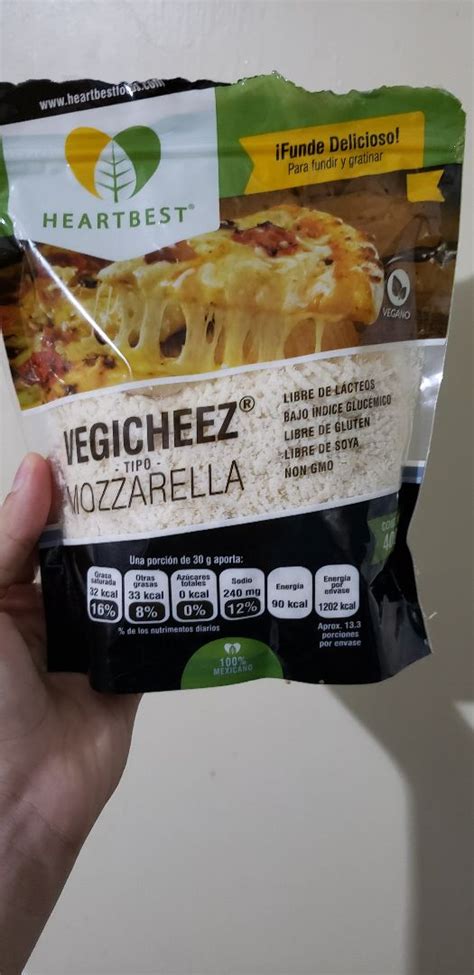 www.heartbestfoods.com
HEARTBEST®
¡Funde Delicioso!
Para fundir y gratinar
VEGANO
VEGICHEEZ®
- TIPO -
MOZZARELLA
LIBRE DE LÁCTEOS
BAJO ÍNDICE GLUCÉMICO
LIBRE DE GLUTEN
LIBRE DE SOYA
NON GMO
Una porción de 30 g aporta:
Grasa saturada
32 kcal
16%
Otras grasas
33 kcal
8%
Azúcares totales
0 kcal
0%
Sodio
240 mg
12%
Energía
90 kcal
Energía por envase
1202 kcal
% de los nutrimentos diarios
Aprox. 13.3
porciones
por envase
100%
MEXICANO